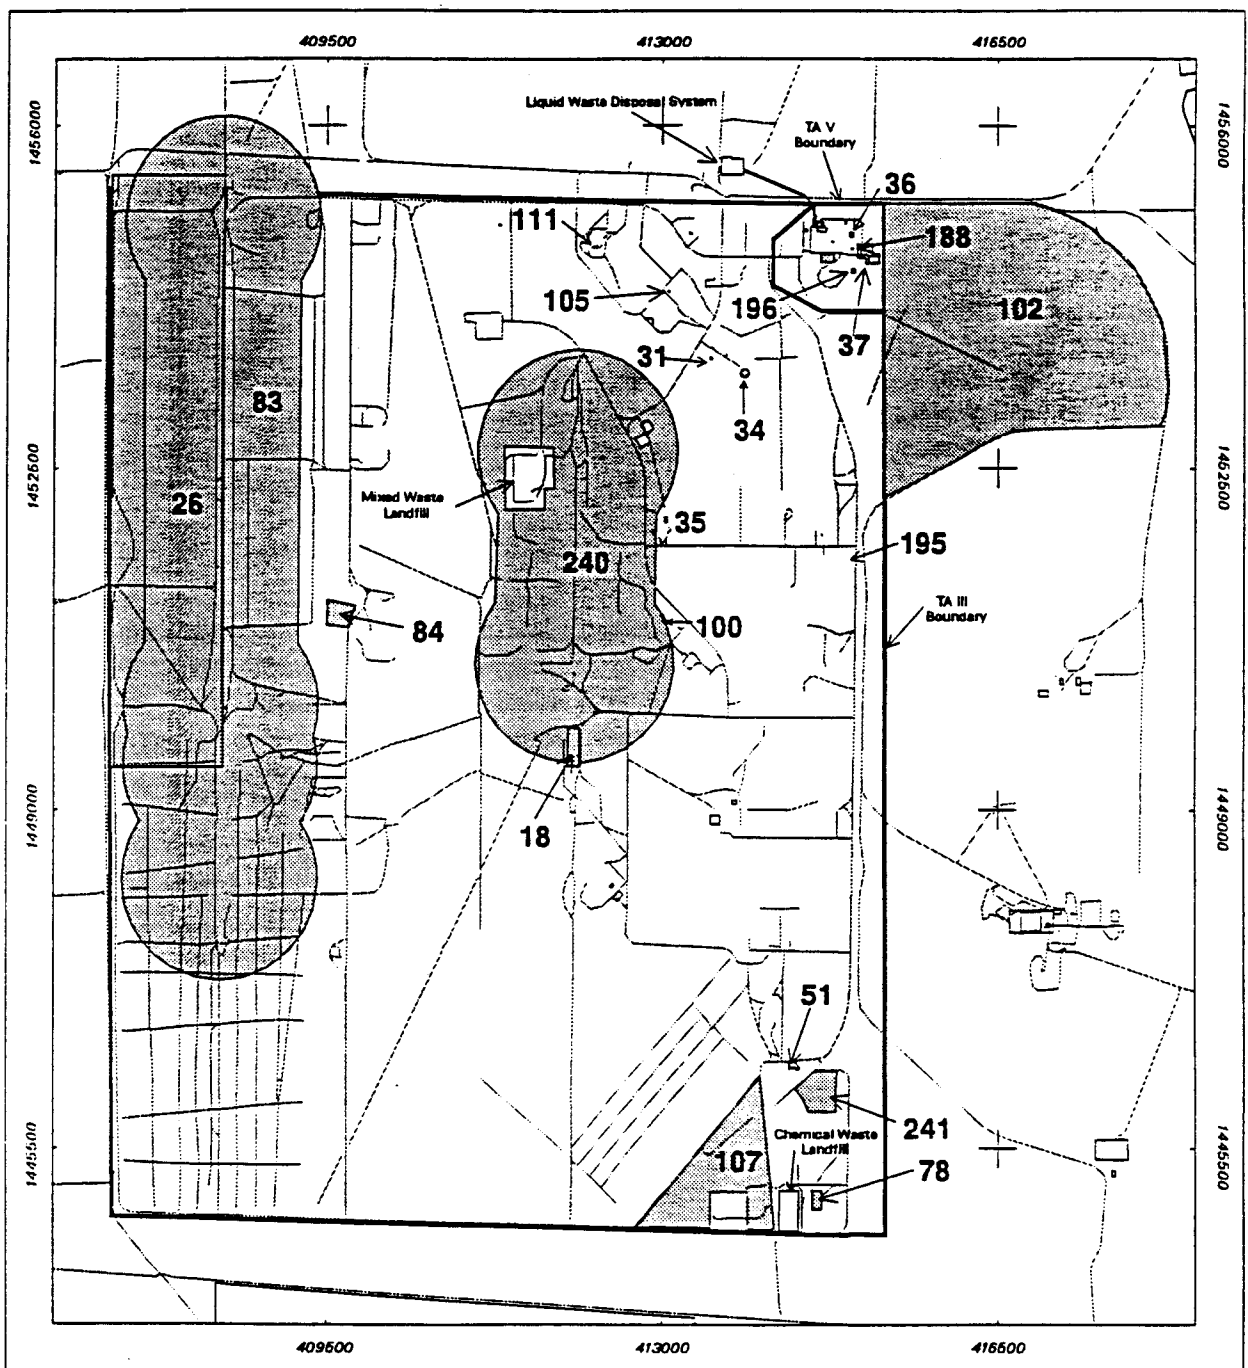 409500 413000 416500
1456000
1456000
Liquid Waste Disposal System
TA V
Boundary
36
111
188
105
196
102
37
31
83
34
1452500
1452500
Mixed Waste
Landfill
26
35
240
195
TA III
Boundary
100
84
1449000
1449000
18
51
241
Chemical Waste
Landfill
107
78
1445500
1445500
409500 413000 416500